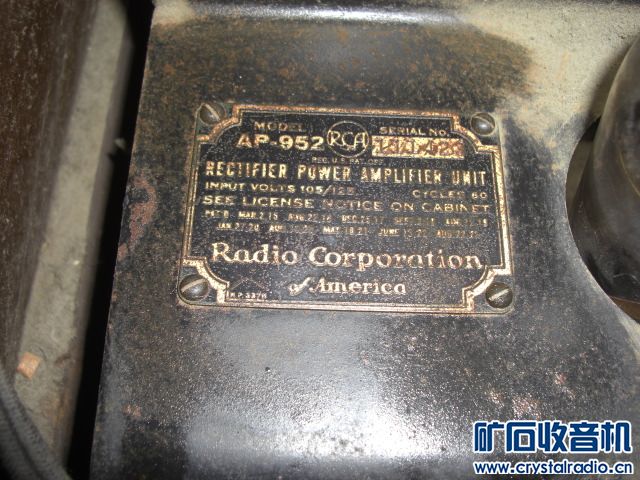 MODEL RCA SERIAL NO.
AP-952
REG. U.S. PAT. OFF.
RECTIFIER POWER AMPLIFIER UNIT
INPUT VOLTS 105/125 CYCLES 60
SEE LICENSE NOTICE ON CABINET
Radio Corporation
of America
矿石收音机
www.crystalradio.cn